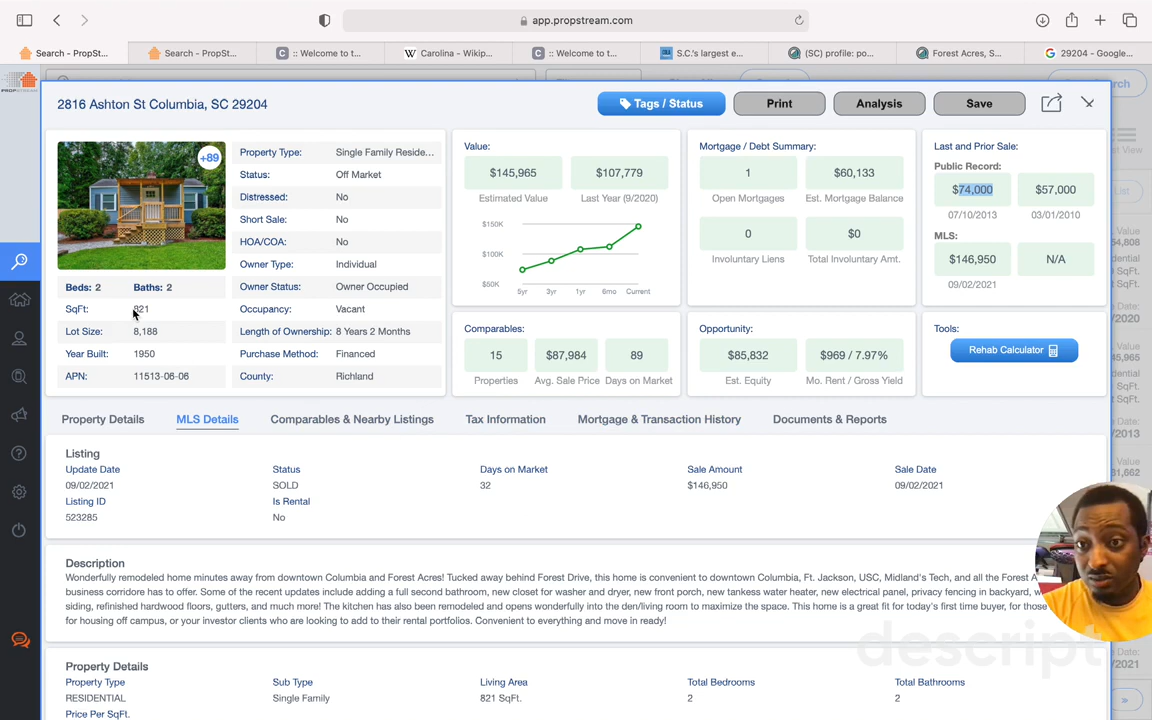 app.propstream.com
Search - PropSt...
Search - PropSt...
:: Welcome to t...
Carolina - Wikip...
:: Welcome to t...
S.C.'s largest e...
(SC) profile: po...
Forest Acres, S...
29204 - Google...
PROPSTREAM
2816 Ashton St Columbia, SC 29204
Tags / Status
Print
Analysis
Save
+89
Property Type: Single Family Reside...
Status: Off Market
Distressed: No
Short Sale: No
HOA/COA: No
Owner Type: Individual
Beds: 2 Baths: 2
Owner Status: Owner Occupied
SqFt: 821
Occupancy: Vacant
Lot Size: 8,188
Length of Ownership: 8 Years 2 Months
Year Built: 1950
Purchase Method: Financed
APN: 11513-06-06
County: Richland
Value:
$145,965 $107,779
Estimated Value Last Year (9/2020)
$150K
$100K
$50K
5yr 3yr 1yr 6mo Current
Mortgage / Debt Summary:
1 $60,133
Open Mortgages Est. Mortgage Balance
0 $0
Involuntary Liens Total Involuntary Amt.
Last and Prior Sale:
Public Record:
$74,000 $57,000
07/10/2013 03/01/2010
MLS:
$146,950 N/A
09/02/2021
Comparables:
15 $87,984 89
Properties Avg. Sale Price Days on Market
Opportunity:
$85,832 $969 / 7.97%
Est. Equity Mo. Rent / Gross Yield
Tools:
Rehab Calculator
Property Details MLS Details Comparables & Nearby Listings Tax Information Mortgage & Transaction History Documents & Reports
Listing
Update Date Status Days on Market Sale Amount Sale Date
09/02/2021 SOLD 32 $146,950 09/02/2021
Listing ID Is Rental
523285 No
Description
Wonderfully remodeled home minutes away from downtown Columbia and Forest Acres! Tucked away behind Forest Drive, this home is convenient to downtown Columbia, Ft. Jackson, USC, Midland's Tech, and all the Forest A
business corridore has to offer. Some of the recent updates include adding a full second bathroom, new closet for washer and dryer, new front porch, new tankess water heater, new electrical panel, privacy fencing in backyard, w
siding, refinished hardwood floors, gutters, and much more! The kitchen has also been remodeled and opens wonderfully into the den/living room to maximize the space. This home is a great fit for today's first time buyer, for those
for housing off campus, or your investor clients who are looking to add to their rental portfolios. Convenient to everything and move in ready!
descript
Property Details
Property Type Sub Type Living Area Total Bedrooms Total Bathrooms
RESIDENTIAL Single Family 821 SqFt. 2 2
Price Per SqFt.